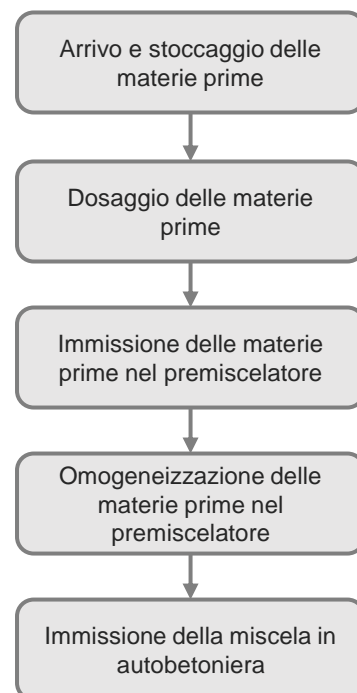 Arrivo e stoccaggio delle
materie prime
Dosaggio delle materie
prime
Immissione delle materie
prime nel premiscelatore
Omogeneizzazione delle
materie prime nel
premiscelatore
Immissione della miscela in
autobetoniera